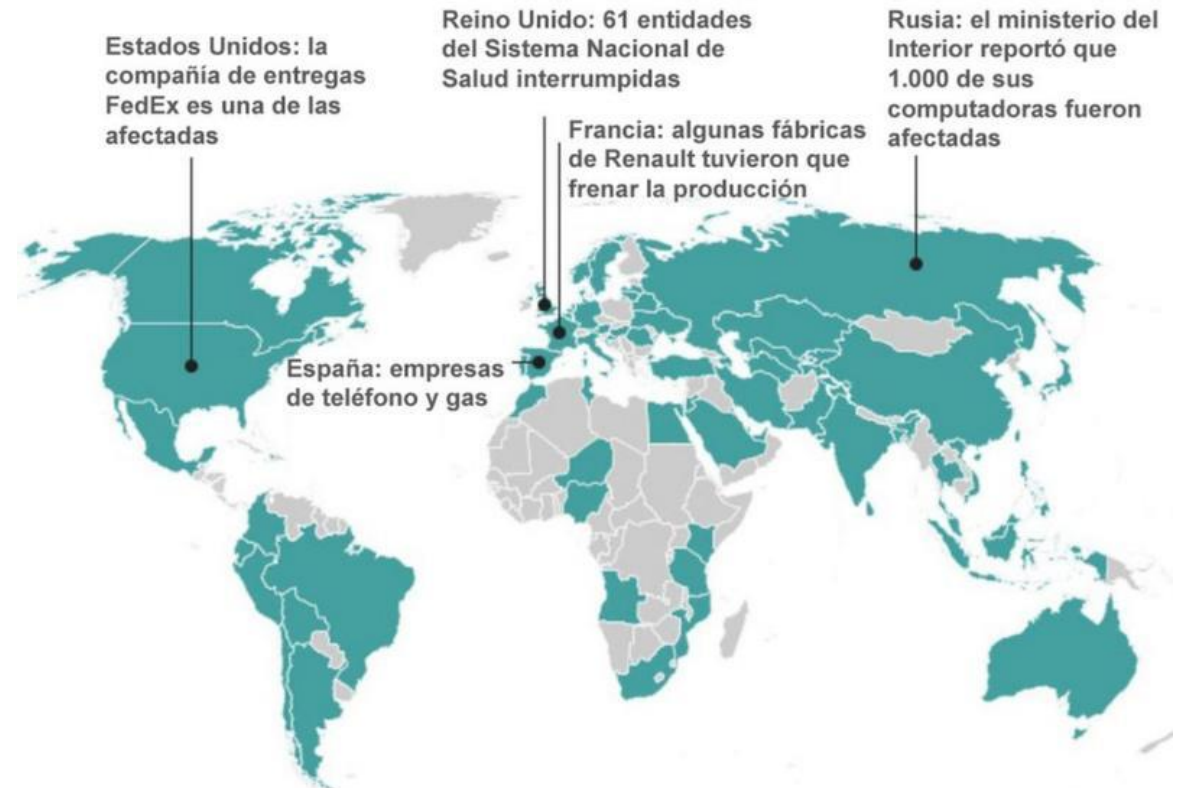 Estados Unidos: la
compañía de entregas
FedEx es una de las
afectadas
Reino Unido: 61 entidades
del Sistema Nacional de
Salud interrumpidas
Francia: algunas fábricas
de Renault tuvieron que
frenar la producción
Rusia: el ministerio del
Interior reportó que
1.000 de sus
computadoras fueron
afectadas
España: empresas
de teléfono y gas